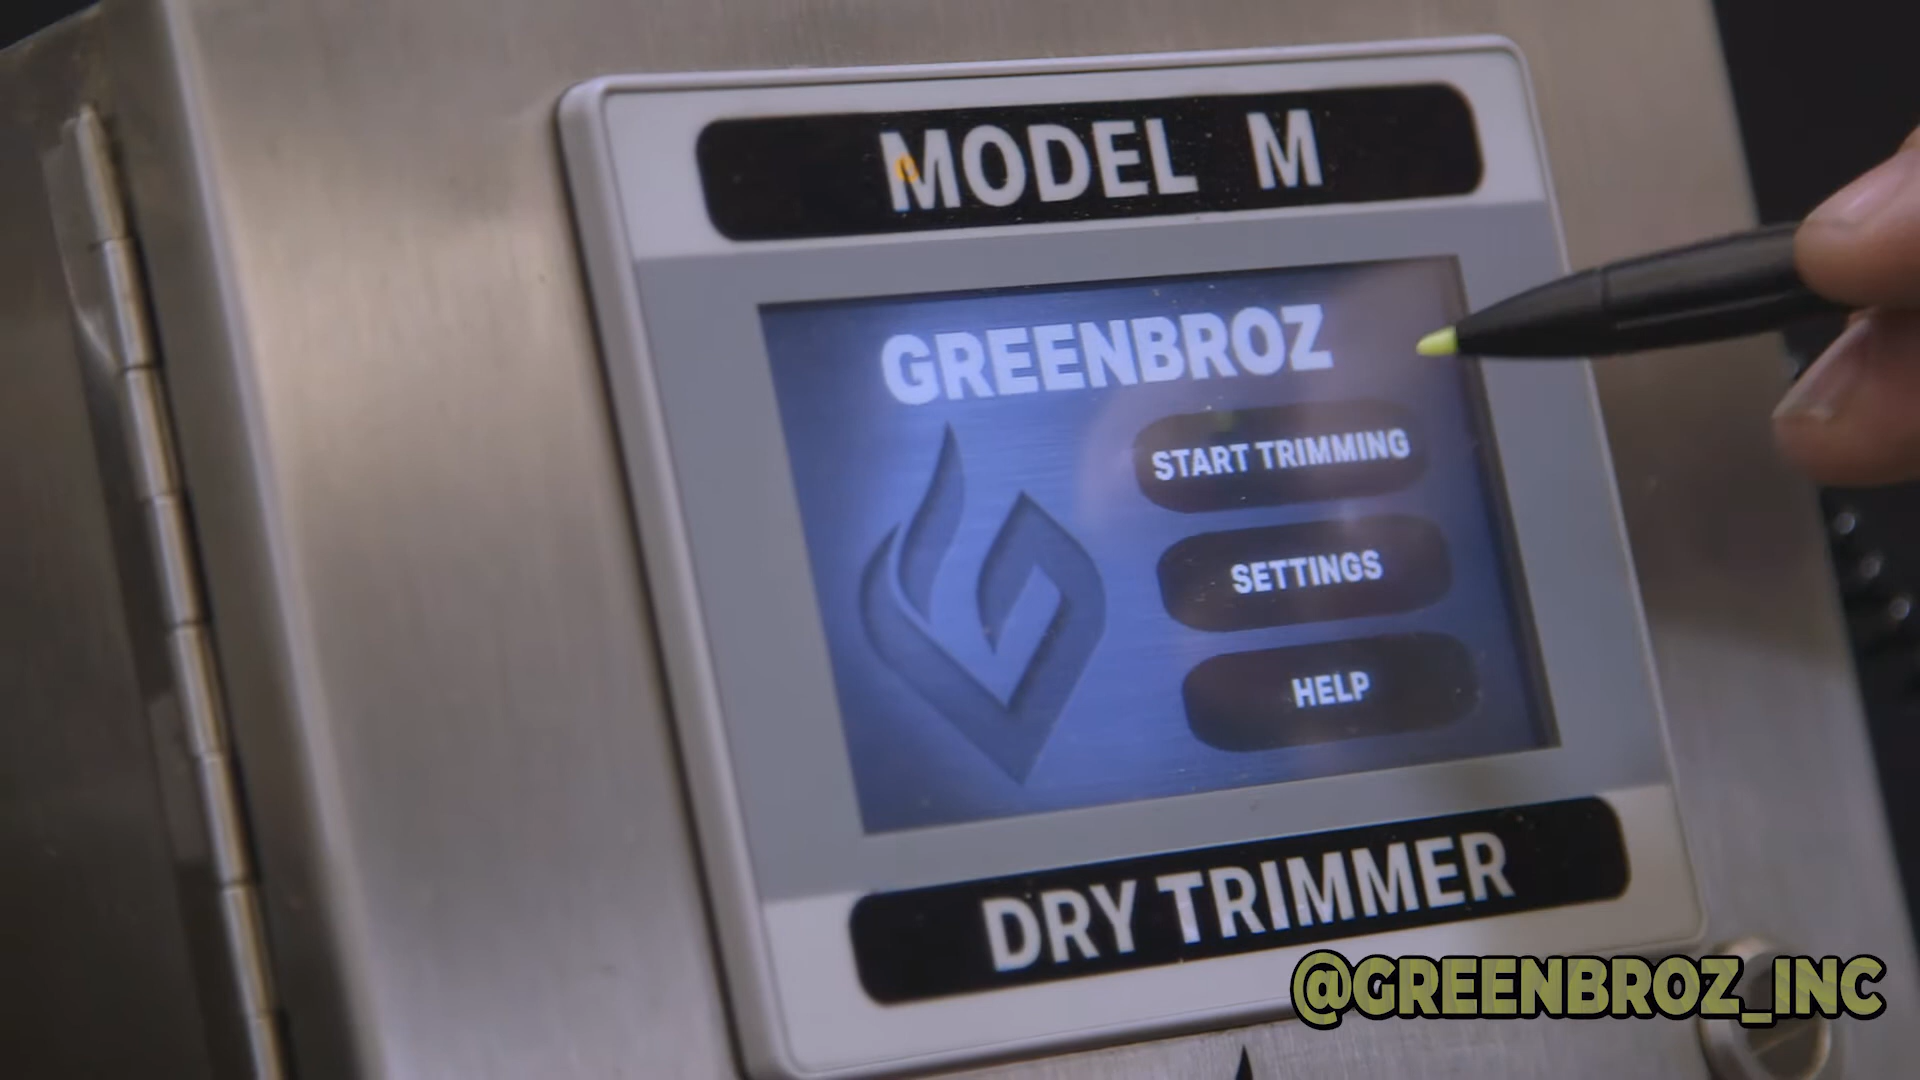 MODEL M
GREENBROZ
START TRIMMING
SETTINGS
HELP
DRY TRIMMER
@GREENBROZ_INC